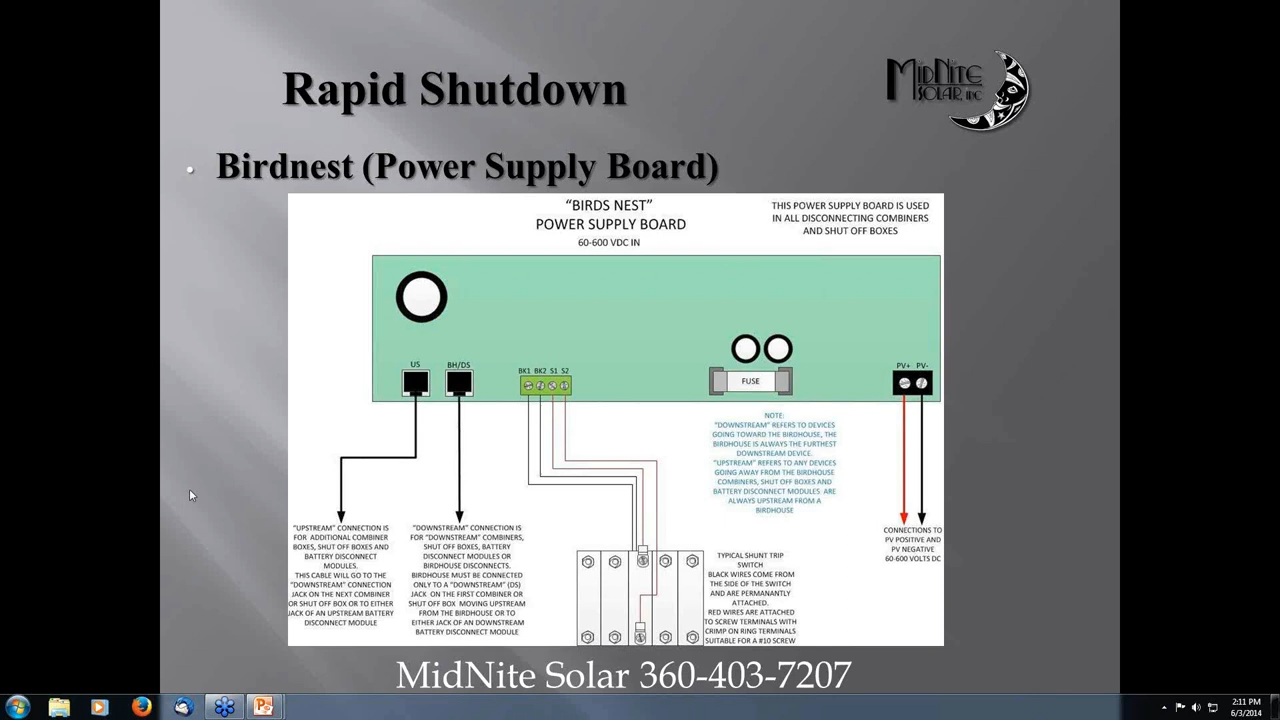 Rapid Shutdown
MIDNITE
SOLAR, INC
Birdnest (Power Supply Board)
"BIRDS NEST"
POWER SUPPLY BOARD
60-600 VDC IN
THIS POWER SUPPLY BOARD IS USED
IN ALL DISCONNECTING COMBINERS
AND SHUT OFF BOXES
US
BH/DS
BK1 BK2 S1 S2
FUSE
PV+ PV-
NOTE:
"DOWNSTREAM" REFERS TO DEVICES
GOING TOWARD THE BIRDHOUSE, THE
BIRDHOUSE IS ALWAYS THE FURTHEST
DOWNSTREAM DEVICE.
"UPSTREAM" REFERS TO ANY DEVICES
GOING AWAY FROM THE BIRDHOUSE
COMBINERS, SHUT OFF BOXES AND
BATTERY DISCONNECT MODULES ARE
ALWAYS UPSTREAM FROM A
BIRDHOUSE
"UPSTREAM" CONNECTION IS
FOR ADDITIONAL COMBINER
BOXES, SHUT OFF BOXES AND
BATTERY DISCONNECT
MODULES.
THIS CABLE WILL GO TO THE
"DOWNSTREAM" CONNECTION
JACK ON THE NEXT COMBINER
OR SHUT OFF BOX OR TO EITHER
JACK OF AN UPSTREAM BATTERY
DISCONNECT MODULE
"DOWNSTREAM" CONNECTION IS
FOR "DOWNSTREAM" COMBINERS,
SHUT OFF BOXES, BATTERY
DISCONNECT MODULES OR
BIRDHOUSE DISCONNECTS.
BIRDHOUSE MUST BE CONNECTED
ONLY TO A "DOWNSTREAM" (DS)
JACK ON THE FIRST COMBINER OR
SHUT OFF BOX MOVING UPSTREAM
FROM THE BIRDHOUSE OR TO
EITHER JACK OF AN DOWNSTREAM
BATTERY DISCONNECT MODULE
TYPICAL SHUNT TRIP
SWITCH
BLACK WIRES COME FROM
THE SIDE OF THE SWITCH
AND ARE PERMANANTLY
ATTACHED.
RED WIRES ARE ATTACHED
TO SCREW TERMINALS WITH
CRIMP ON RING TERMINALS
SUITABLE FOR A #10 SCREW
CONNECTIONS TO
PV POSITIVE AND
PV NEGATIVE
60-600 VOLTS DC
MidNite Solar 360-403-7207
2:11 PM
6/3/2014